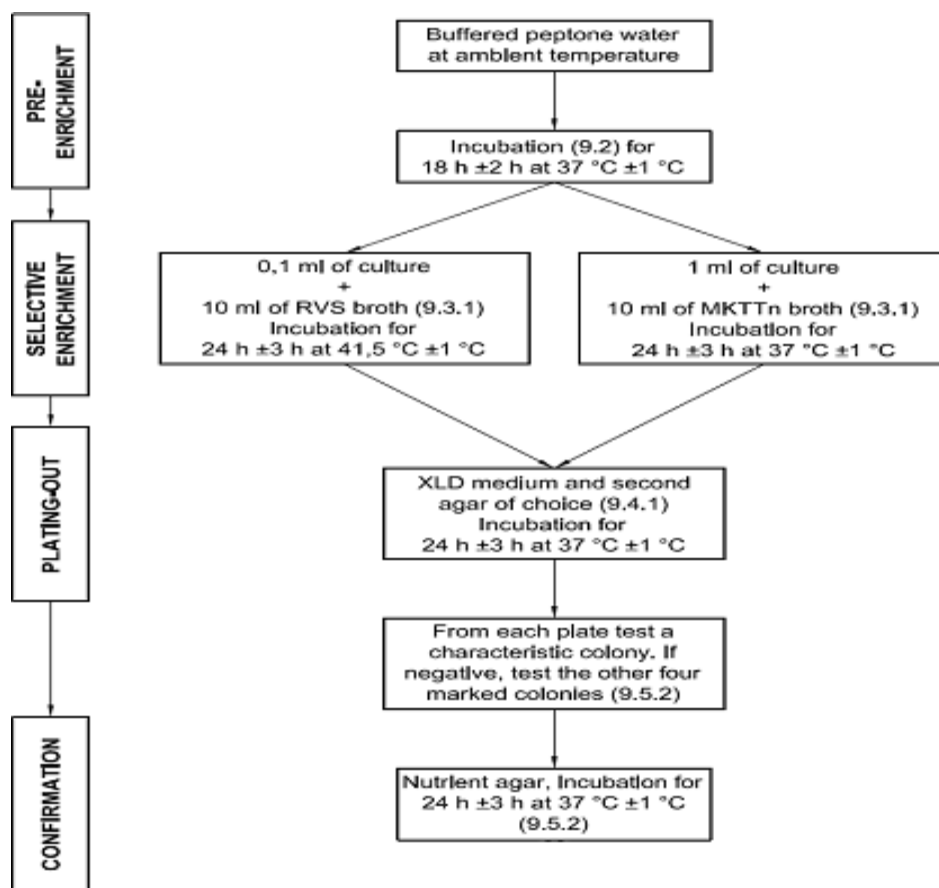 PRE-
ENRICHMENT
Buffered peptone water
at ambient temperature
Incubation (9.2) for
18 h ±2 h at 37 °C ±1 °C
SELECTIVE
ENRICHMENT
0,1 ml of culture
+
10 ml of RVS broth (9.3.1)
Incubation for
24 h ±3 h at 41,5 °C ±1 °C
1 ml of culture
+
10 ml of MKTTn broth (9.3.1)
Incubation for
24 h ±3 h at 37 °C ±1 °C
PLATING-OUT
XLD medium and second
agar of choice (9.4.1)
Incubation for
24 h ±3 h at 37 °C ±1 °C
From each plate test a
characteristic colony. If
negative, test the other four
marked colonies (9.5.2)
CONFIRMATION
Nutrient agar, Incubation for
24 h ±3 h at 37 °C ±1 °C
(9.5.2)